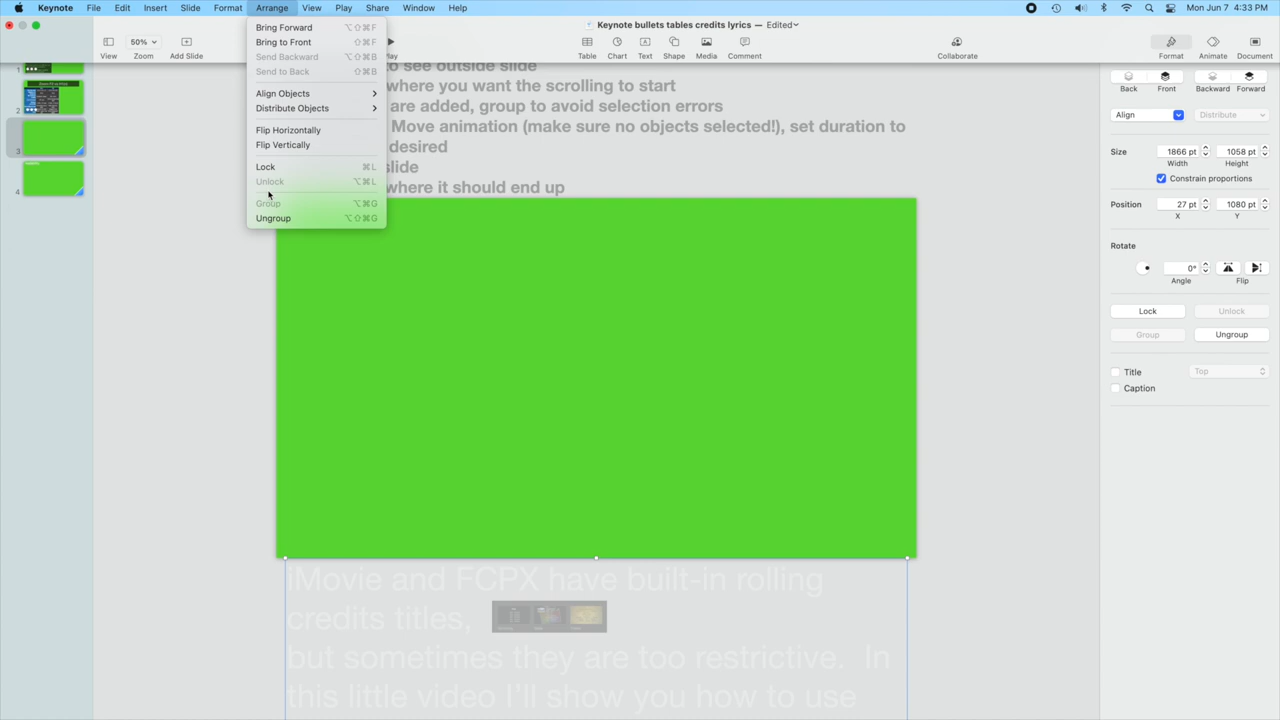 Keynote File Edit Insert Slide Format Arrange View Play Share Window Help Mon Jun 7 4:33 PM
Keynote bullets tables credits lyrics — Edited
50%
View Zoom Add Slide Play Table Chart Text Shape Media Comment Collaborate Format Animate Document
Bring Forward ⌥⇧⌘F
Bring to Front ⇧⌘F
Send Backward ⌥⇧⌘B
Send to Back ⇧⌘B
Align Objects
Distribute Objects
Flip Horizontally
Flip Vertically
Lock ⌘L
Unlock ⌥⌘L
Group ⌥⌘G
Ungroup ⌥⇧⌘G
1
2
3
4
to see outside slide
where you want the scrolling to start
are added, group to avoid selection errors
Move animation (make sure no objects selected!), set duration to
desired
slide
where it should end up
iMovie and FCPX have built-in rolling
credits titles,
but sometimes they are too restrictive. In
this little video I'll show you how to use
Back Front Backward Forward
Align Distribute
Size 1866 pt 1058 pt
Width Height
Constrain proportions
Position 27 pt 1080 pt
X Y
Rotate
0°
Angle Flip
Lock Unlock
Group Ungroup
Title Top
Caption